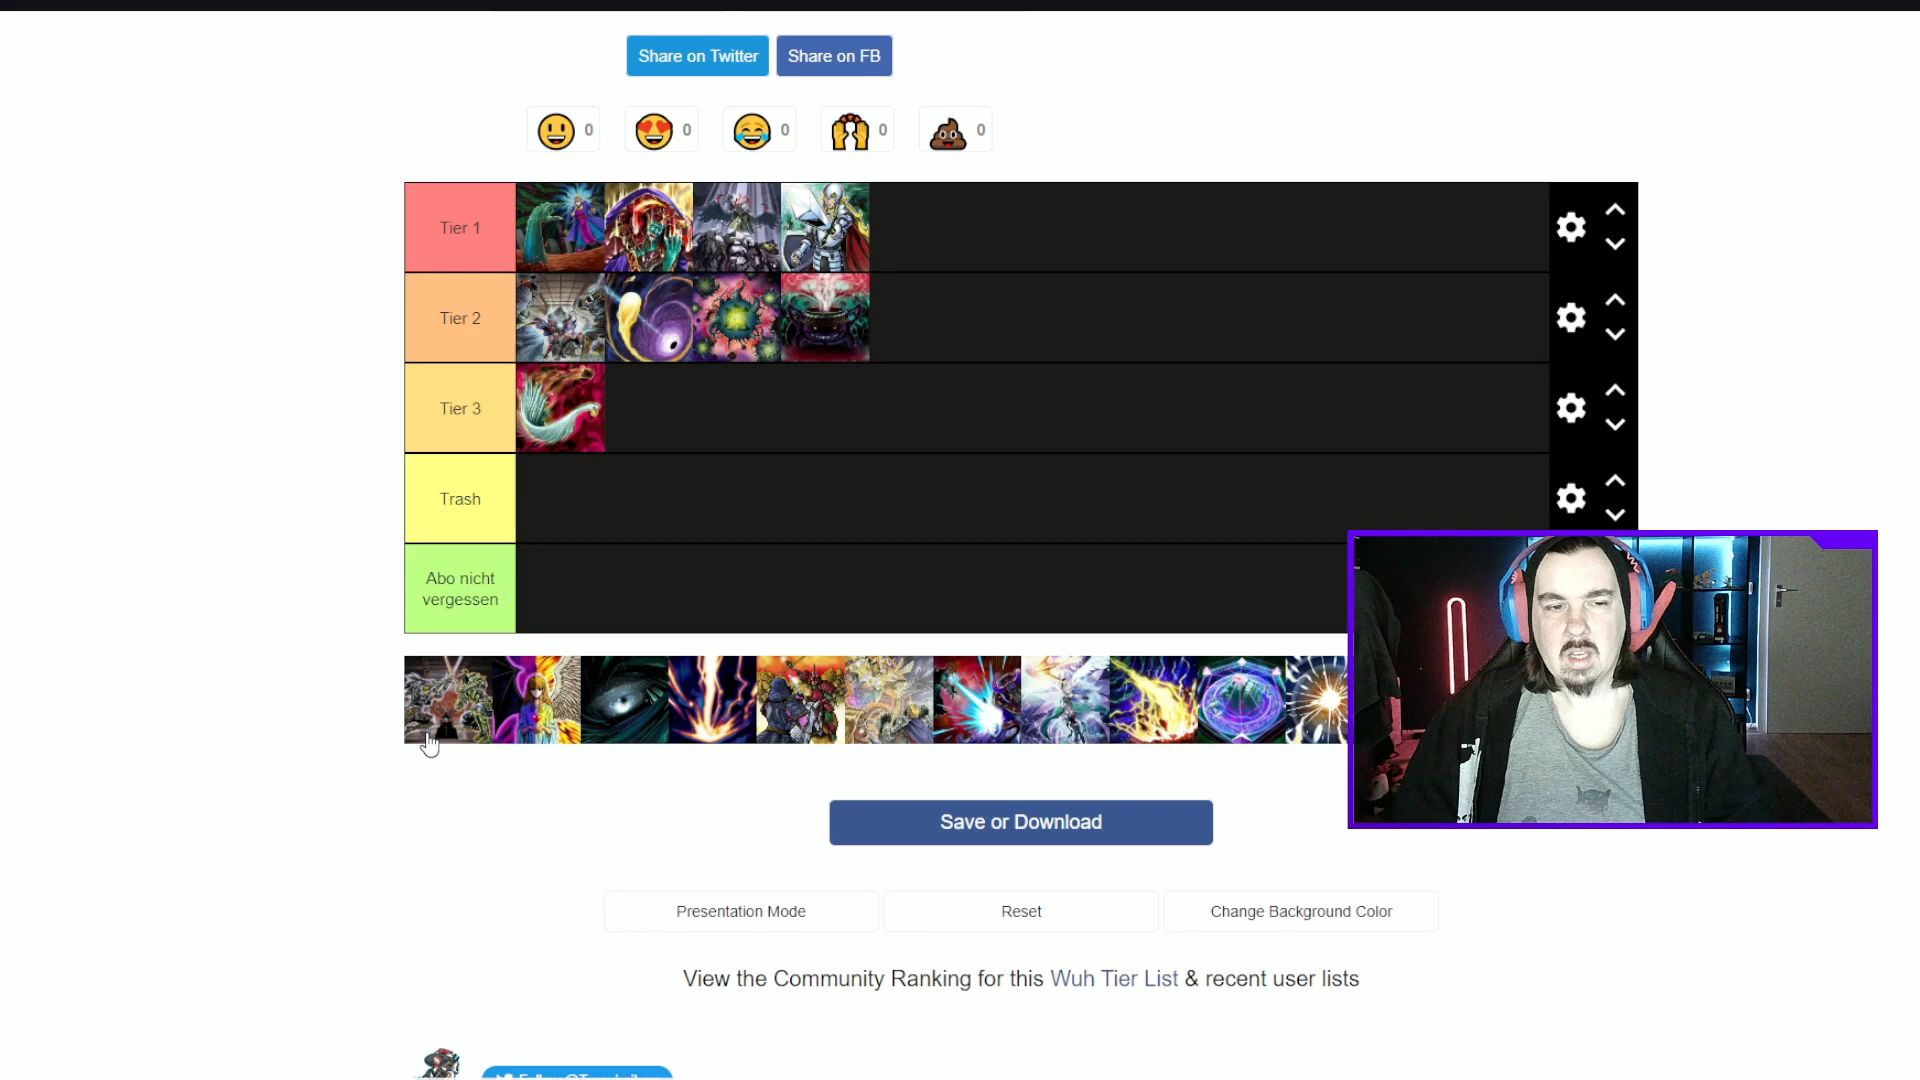 Share on Twitter Share on FB
0 0 0 0 0
Tier 1
Tier 2
Tier 3
Trash
Abo nicht
vergessen
Save or Download
Presentation Mode Reset Change Background Color
View the Community Ranking for this Wuh Tier List & recent user lists